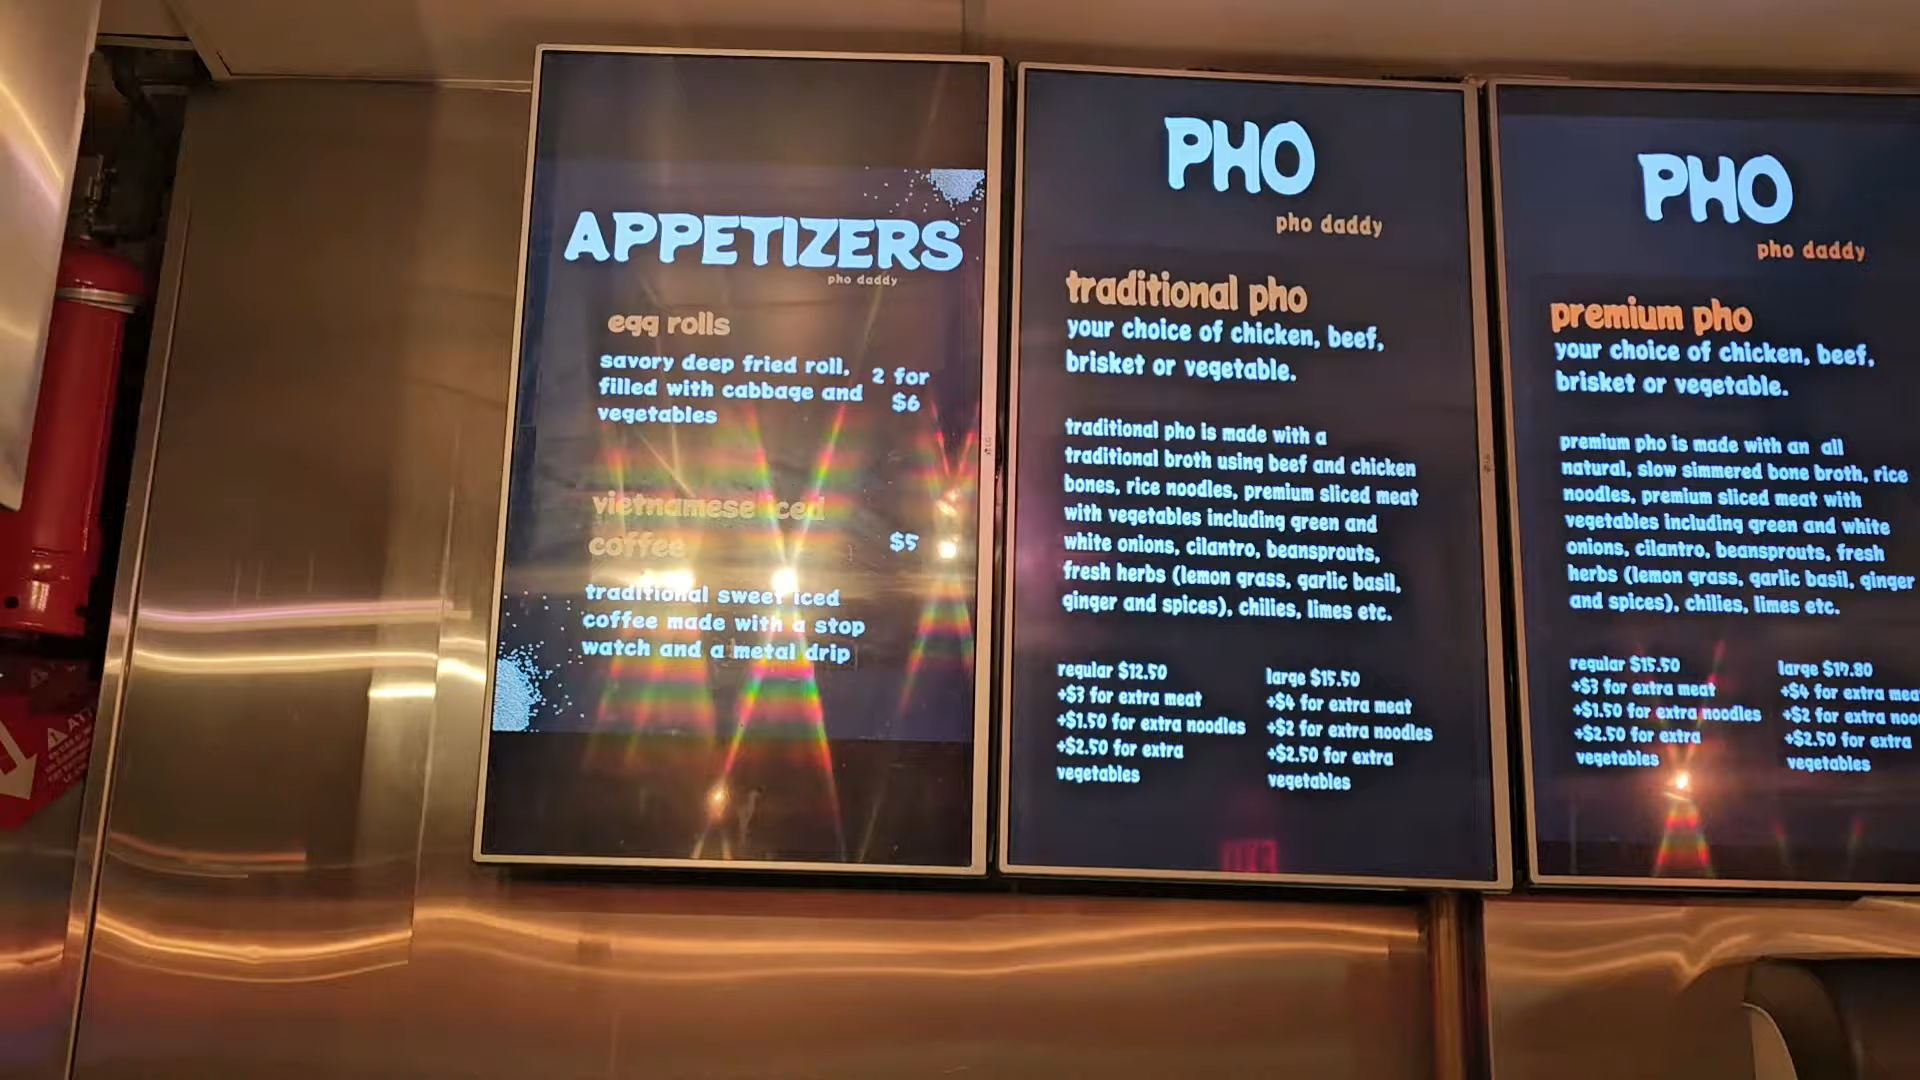 APPETIZERS
pho daddy
egg rolls
savory deep fried roll,
filled with cabbage and
vegetables
2 for
$6
vietnamese iced
coffee
$5
traditional sweet iced
coffee made with a stop
watch and a metal drip
PHO
pho daddy
traditional pho
your choice of chicken, beef,
brisket or vegetable.
traditional pho is made with a
traditional broth using beef and chicken
bones, rice noodles, premium sliced meat
with vegetables including green and
white onions, cilantro, beansprouts,
fresh herbs (lemon grass, garlic basil,
ginger and spices), chilies, limes etc.
regular $12.50
+$3 for extra meat
+$1.50 for extra noodles
+$2.50 for extra
vegetables
large $15.50
+$4 for extra meat
+$2 for extra noodles
+$2.50 for extra
vegetables
PHO
pho daddy
premium pho
your choice of chicken, beef,
brisket or vegetable.
premium pho is made with an all
natural, slow simmered bone broth, rice
noodles, premium sliced meat with
vegetables including green and white
onions, cilantro, beansprouts, fresh
herbs (lemon grass, garlic basil, ginger
and spices), chilies, limes etc.
regular $15.50
+$3 for extra meat
+$1.50 for extra noodles
+$2.50 for extra
vegetables
large $17.80
+$4 for extra
+$2 for extra
+$2.50 for extra
vegetables